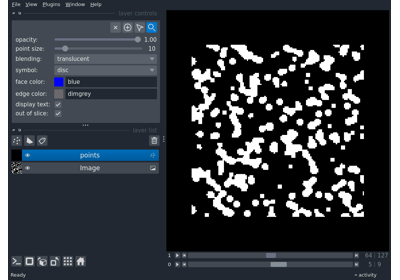 File View Plugins Window Help
layer controls
opacity: 1.00
point size: 10
blending: translucent
symbol: disc
face color: blue
edge color: dimgrey
display text:
out of slice:
layer list
points
Image
1 64 127
0 5 9
Ready activity